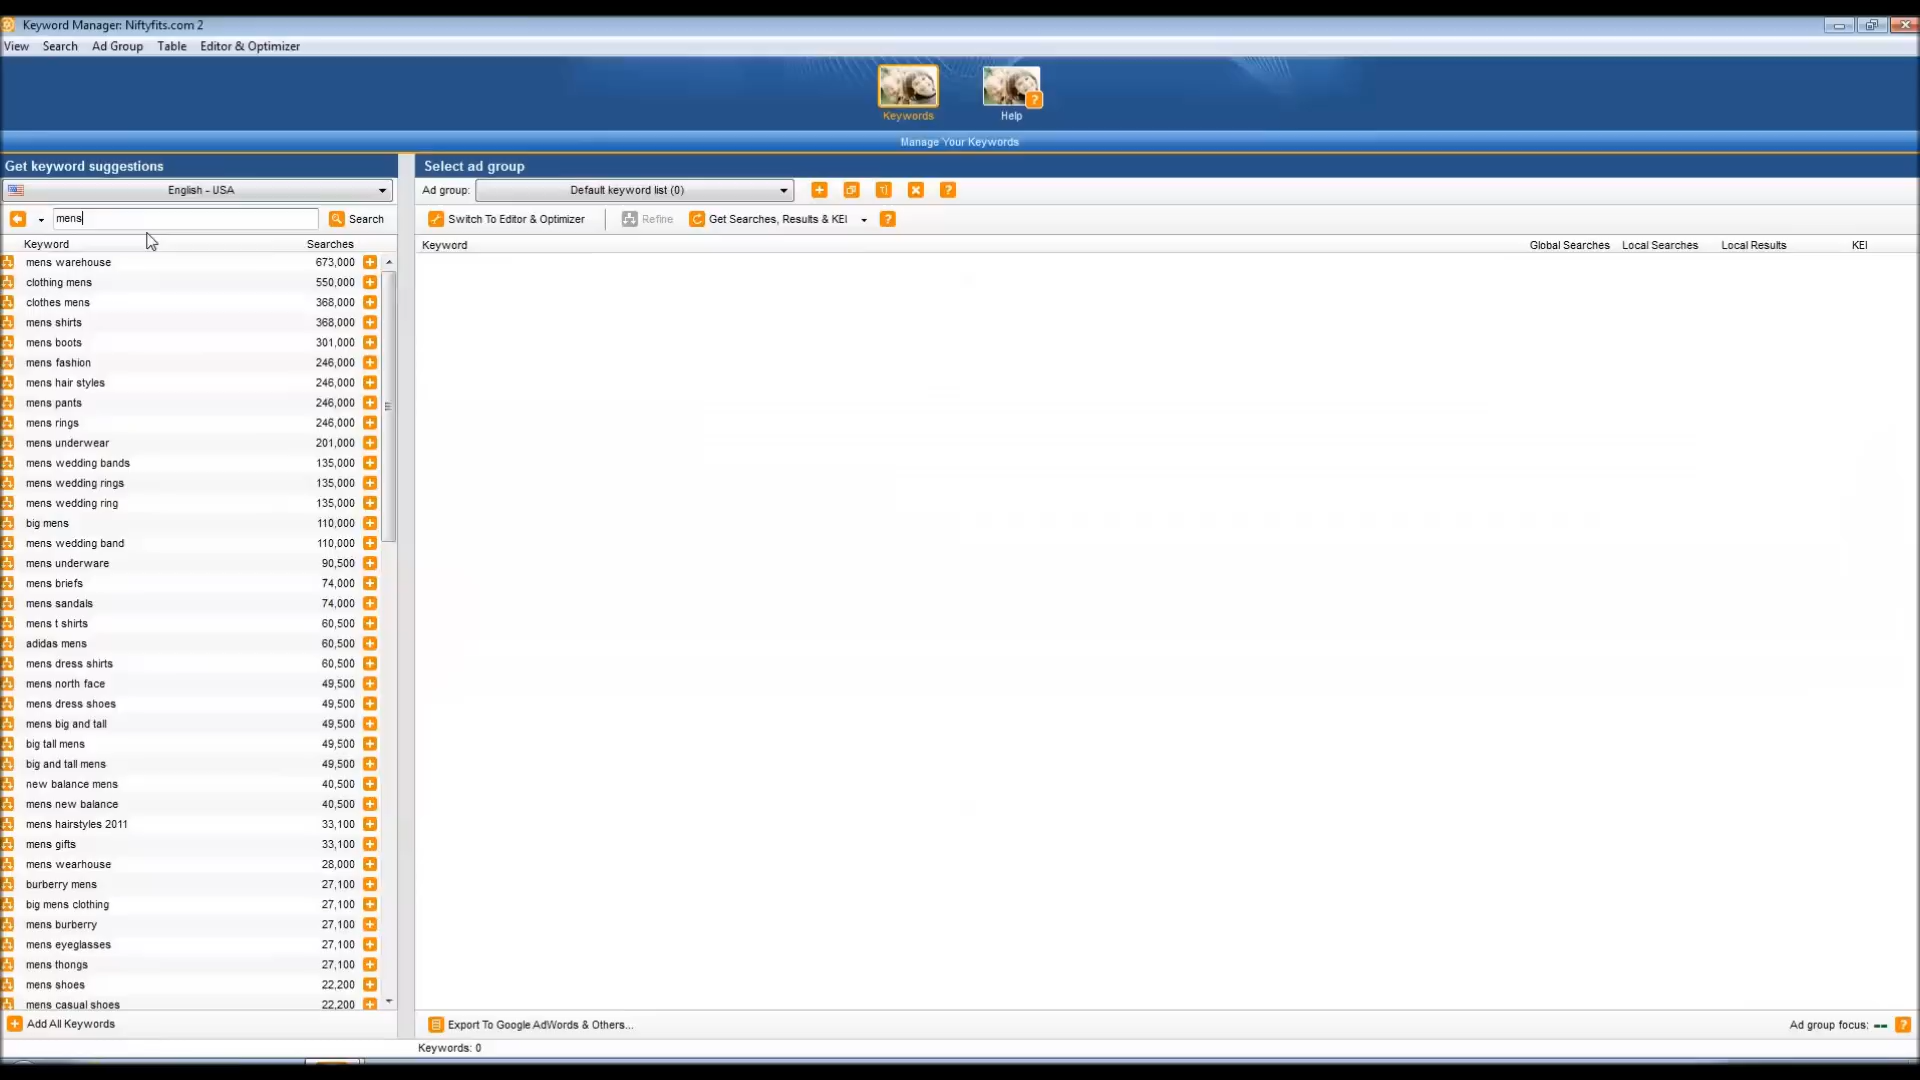 Keyword Manager: Niftyfits.com 2
View Search Ad Group Table Editor & Optimizer
Keywords Help
Manage Your Keywords
Get keyword suggestions
Select ad group
English - USA
Ad group: Default keyword list (0)
mens Search
Switch To Editor & Optimizer Refine Get Searches, Results & KEI
Keyword Searches
Keyword Global Searches Local Searches Local Results KEI
mens warehouse 673,000
clothing mens 550,000
clothes mens 368,000
mens shirts 368,000
mens boots 301,000
mens fashion 246,000
mens hair styles 246,000
mens pants 246,000
mens rings 246,000
mens underwear 201,000
mens wedding bands 135,000
mens wedding rings 135,000
mens wedding ring 135,000
big mens 110,000
mens wedding band 110,000
mens underware 90,500
mens briefs 74,000
mens sandals 74,000
mens t shirts 60,500
adidas mens 60,500
mens dress shirts 60,500
mens north face 49,500
mens dress shoes 49,500
mens big and tall 49,500
big tall mens 49,500
big and tall mens 49,500
new balance mens 40,500
mens new balance 40,500
mens hairstyles 2011 33,100
mens gifts 33,100
mens wearhouse 28,000
burberry mens 27,100
big mens clothing 27,100
mens burberry 27,100
mens eyeglasses 27,100
mens thongs 27,100
mens shoes 22,200
mens casual shoes 22,200
Add All Keywords
Export To Google AdWords & Others...
Ad group focus: --
Keywords: 0